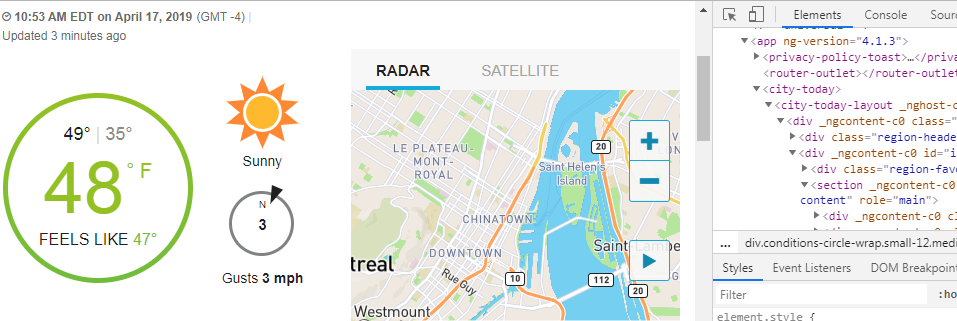 10:53 AM EDT on April 17, 2019 (GMT -4) |
Updated 3 minutes ago
49° | 35°
48 ° F
FEELS LIKE 47°
Sunny
N
3
Gusts 3 mph
RADAR SATELLITE
LE PLATEAU-
MONT-
ROYAL
20
Saint Helen's
Island
CHINATOWN
DOWNTOWN
Saint-Lambe
treal
Rue Guy
10
112
20
Westmount
+
−
Elements Console Sourc
<app ng-version="4.1.3">
<privacy-policy-toast>…</privacy-
<router-outlet></router-outlet
<city-today>
<city-today-layout _nghost-c
<div _ngcontent-c0 class="
<div class="region-heade
<div _ngcontent-c0 id="i
<div class="region-fav
<section _ngcontent-c0
content" role="main">
<div _ngcontent-c0
<div _ngcontent-c0
... div.conditions-circle-wrap.small-12.medi
Styles Event Listeners DOM Breakpoint
Filter :ho
element.style {